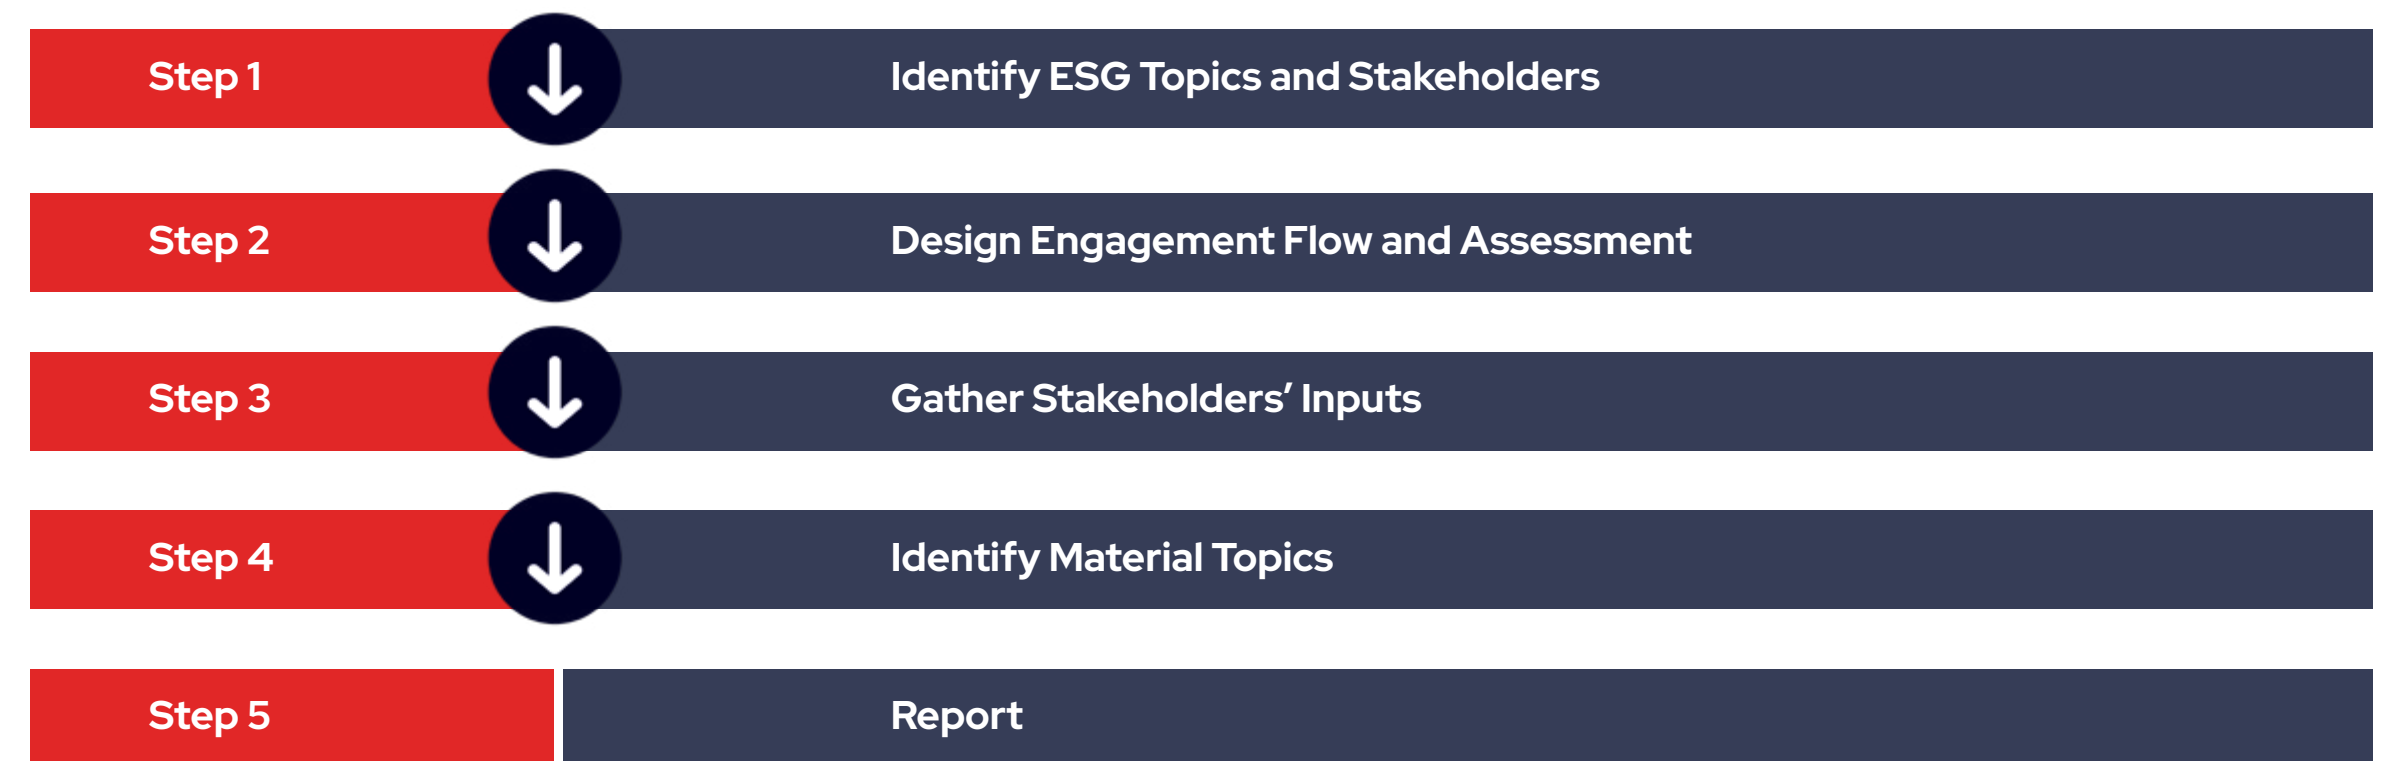 Step 1 Identify ESG Topics and Stakeholders
Step 2 Design Engagement Flow and Assessment
Step 3 Gather Stakeholders’ Inputs
Step 4 Identify Material Topics
Step 5 Report